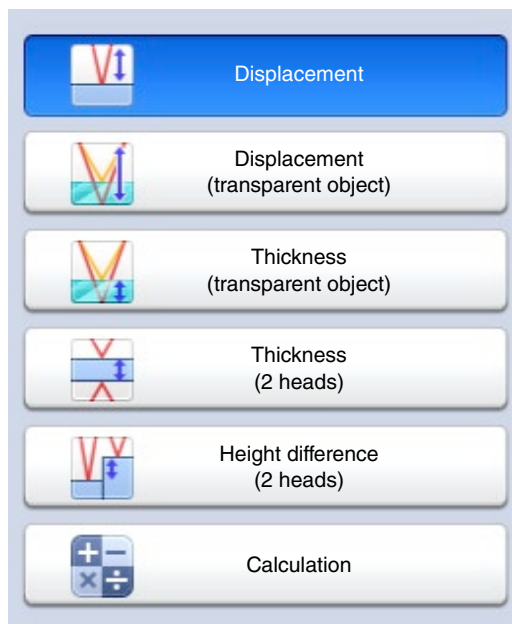 Displacement
Displacement
(transparent object)
Thickness
(transparent object)
Thickness
(2 heads)
Height difference
(2 heads)
Calculation